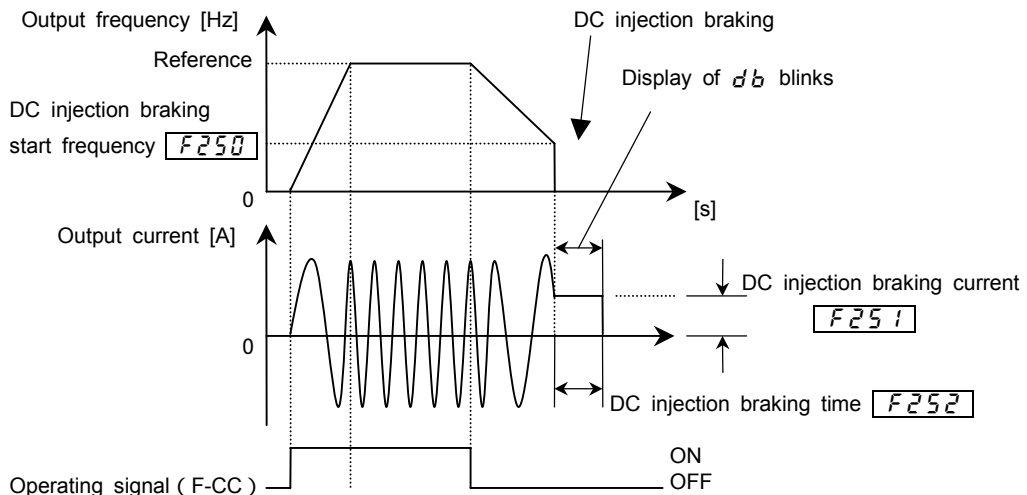 Output frequency [Hz]
DC injection braking
Reference
Display of db blinks
DC injection braking
start frequency F250
0
[s]
Output current [A]
DC injection braking current
F251
0
DC injection braking time F252
ON
OFF
Operating signal ( F-CC )